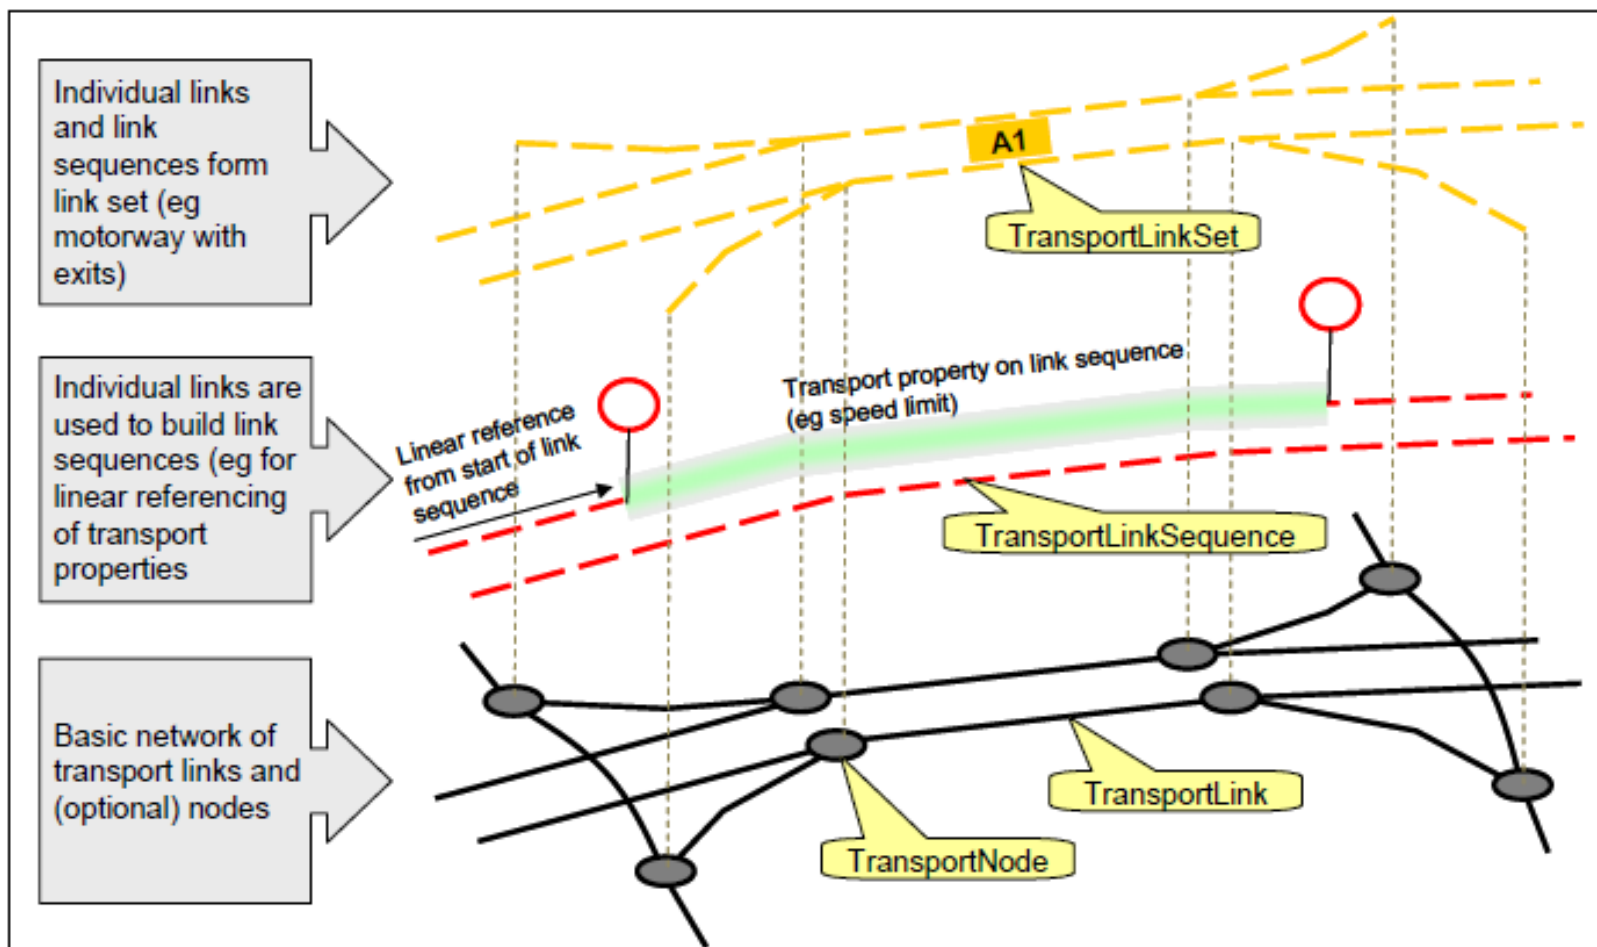 Individual links
and link
sequences form
link set (eg
motorway with
exits)
A1
TransportLinkSet
Individual links are
used to build link
sequences (eg for
linear referencing
of transport
properties
Linear reference
from start of link
sequence
Transport property on link sequence
(eg speed limit)
TransportLinkSequence
Basic network of
transport links and
(optional) nodes
TransportLink
TransportNode